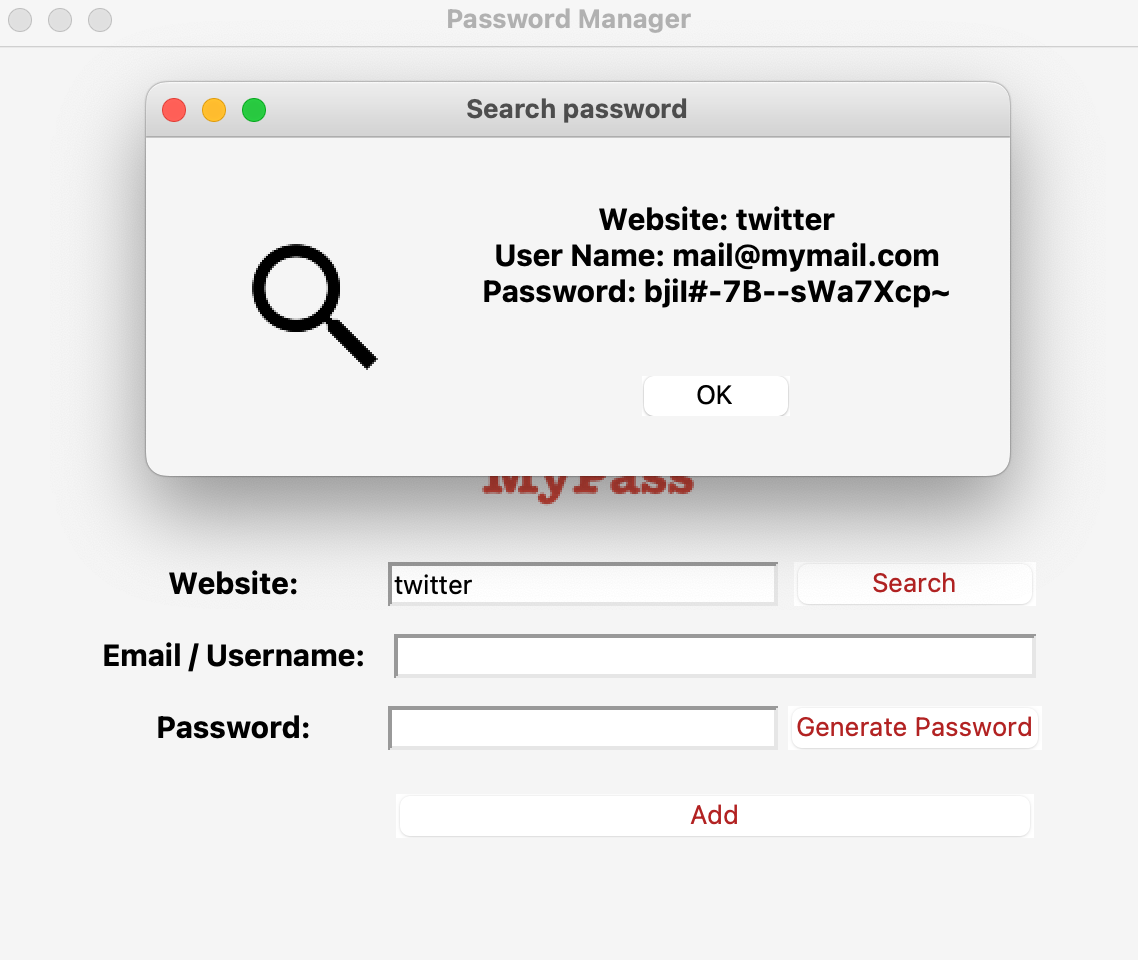 Password Manager
Search password
Website: twitter
User Name: mail@mymail.com
Password: bjil#-7B--sWa7Xcp~
OK
MyPass
Website:
twitter
Search
Email / Username:
Password:
Generate Password
Add